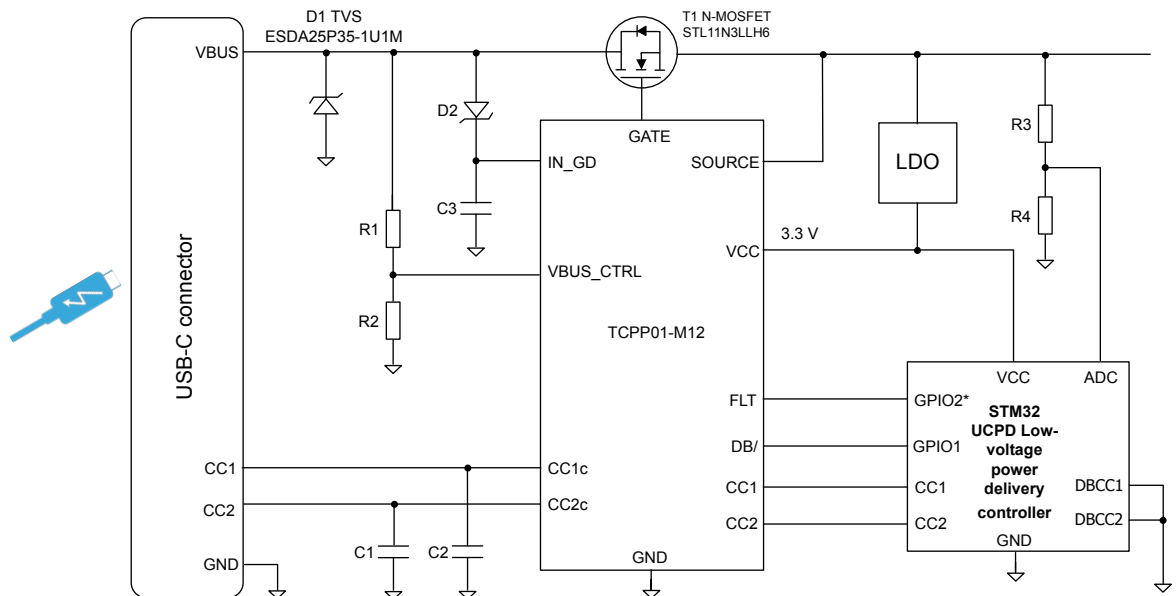 D1 TVS
ESDA25P35-1U1M
T1 N-MOSFET
STL11N3LLH6
VBUS
D2
GATE
IN_GD
SOURCE
LDO
R3
R4
C3
R1
3.3 V
VCC
VBUS_CTRL
R2
USB-C connector
TCPP01-M12
VCC
ADC
FLT
GPIO2*
STM32
UCPD Low-
voltage
power
delivery
controller
DB/
GPIO1
CC1
CC1c
CC1
CC1
DBCC1
CC2
CC2c
CC2
CC2
DBCC2
C1
C2
GND
GND
GND